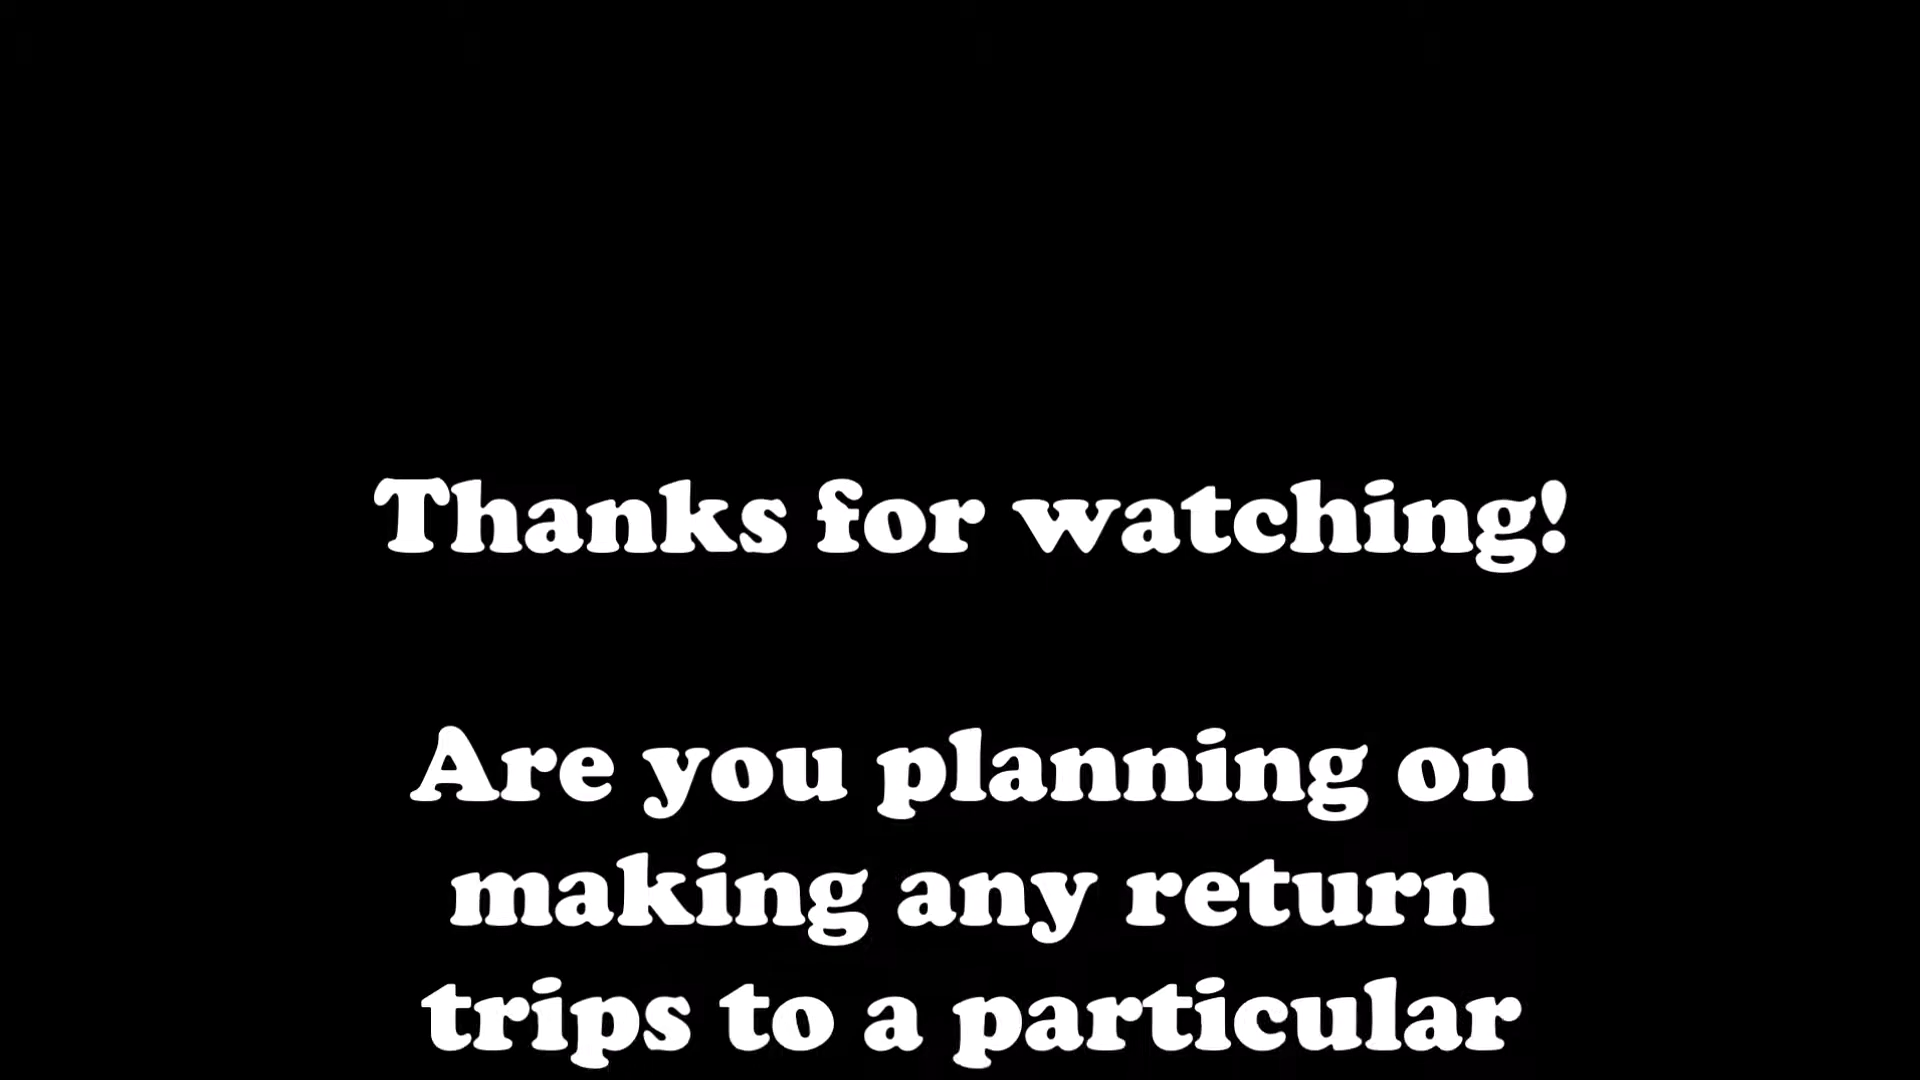 Thanks for watching!
Are you planning on
making any return
trips to a particular